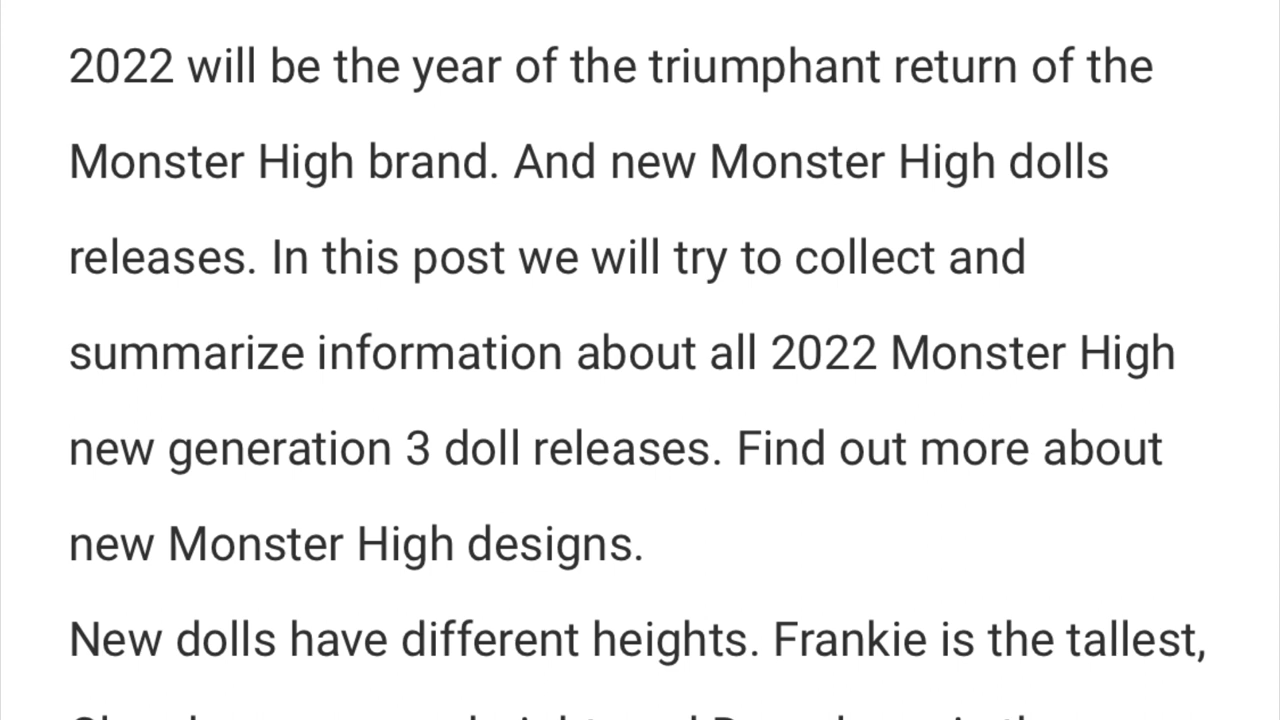 2022 will be the year of the triumphant return of the
Monster High brand. And new Monster High dolls
releases. In this post we will try to collect and
summarize information about all 2022 Monster High
new generation 3 doll releases. Find out more about
new Monster High designs.
New dolls have different heights. Frankie is the tallest,